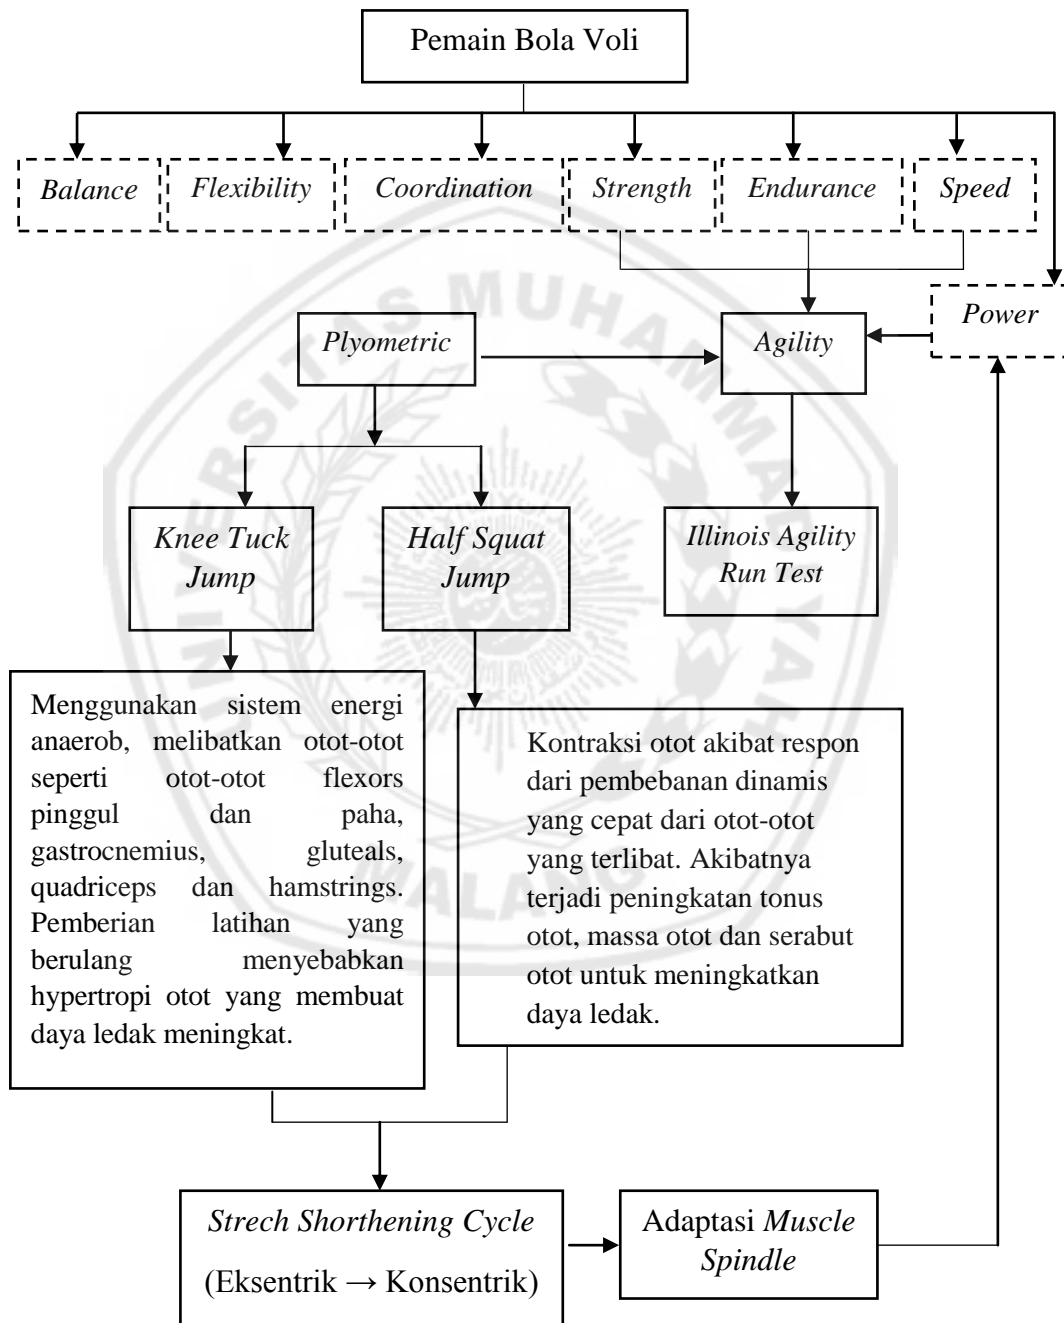 Pemain Bola Voli
Balance
Flexibility
Coordination
Strength
Endurance
Speed
Power
Plyometric
Agility
Knee Tuck
Jump
Half Squat
Jump
Illinois Agility
Run Test
Menggunakan sistem energi
anaerob, melibatkan otot-otot
seperti otot-otot flexors
pinggul dan paha,
gastrocnemius, gluteals,
quadriceps dan hamstrings.
Pemberian latihan yang
berulang menyebabkan
hypertropi otot yang membuat
daya ledak meningkat.
Kontraksi otot akibat respon
dari pembebanan dinamis
yang cepat dari otot-otot
yang terlibat. Akibatnya
terjadi peningkatan tonus
otot, massa otot dan serabut
otot untuk meningkatkan
daya ledak.
Strech Shorthening Cycle
(Eksentrik → Konsentrik)
Adaptasi Muscle
Spindle
UNIVERSITAS MUHAMMADIYAH
MALANG